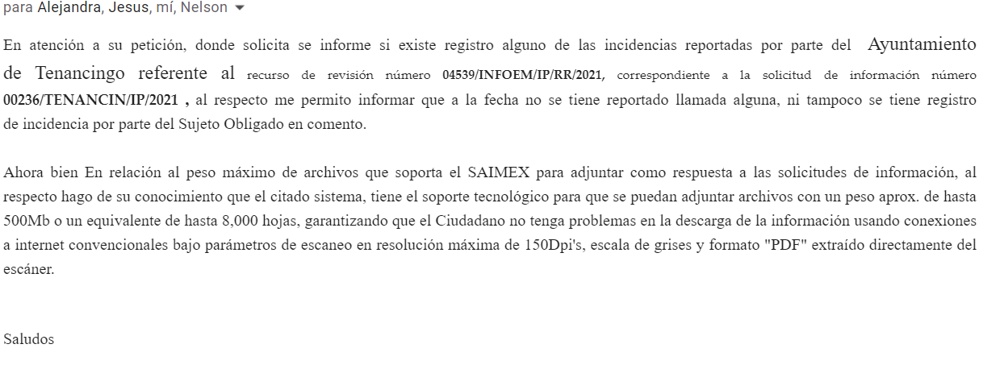 para Alejandra, Jesus, mí, Nelson
En atención a su petición, donde solicita se informe si existe registro alguno de las incidencias reportadas por parte del Ayuntamiento
de Tenancingo referente al recurso de revisión número 04539/INFOEM/IP/RR/2021, correspondiente a la solicitud de información número
00236/TENANCIN/IP/2021 , al respecto me permito informar que a la fecha no se tiene reportado llamada alguna, ni tampoco se tiene registro
de incidencia por parte del Sujeto Obligado en comento.
Ahora bien En relación al peso máximo de archivos que soporta el SAIMEX para adjuntar como respuesta a las solicitudes de información, al
respecto hago de su conocimiento que el citado sistema, tiene el soporte tecnológico para que se puedan adjuntar archivos con un peso aprox. de hasta
500Mb o un equivalente de hasta 8,000 hojas, garantizando que el Ciudadano no tenga problemas en la descarga de la información usando conexiones
a internet convencionales bajo parámetros de escaneo en resolución máxima de 150Dpi's, escala de grises y formato "PDF" extraído directamente del
escáner.
Saludos